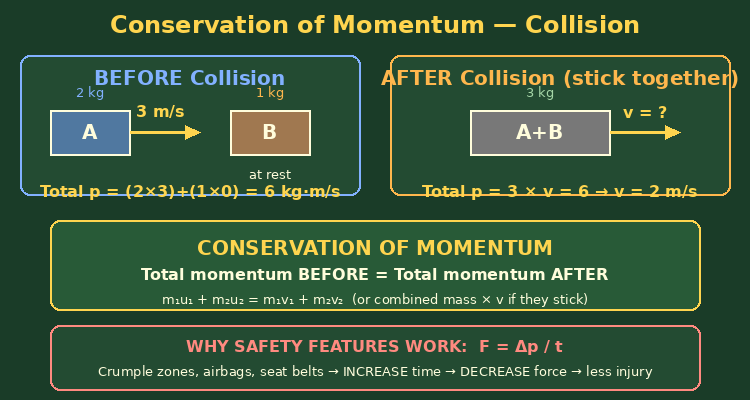 Conservation of Momentum — Collision
BEFORE Collision
2 kg
1 kg
A
3 m/s
B
at rest
Total p = (2×3)+(1×0) = 6 kg·m/s
AFTER Collision (stick together)
3 kg
A+B
v = ?
Total p = 3 × v = 6 → v = 2 m/s
CONSERVATION OF MOMENTUM
Total momentum BEFORE = Total momentum AFTER
m₁u₁ + m₂u₂ = m₁v₁ + m₂v₂ (or combined mass × v if they stick)
WHY SAFETY FEATURES WORK: F = Δp / t
Crumple zones, airbags, seat belts → INCREASE time → DECREASE force → less injury